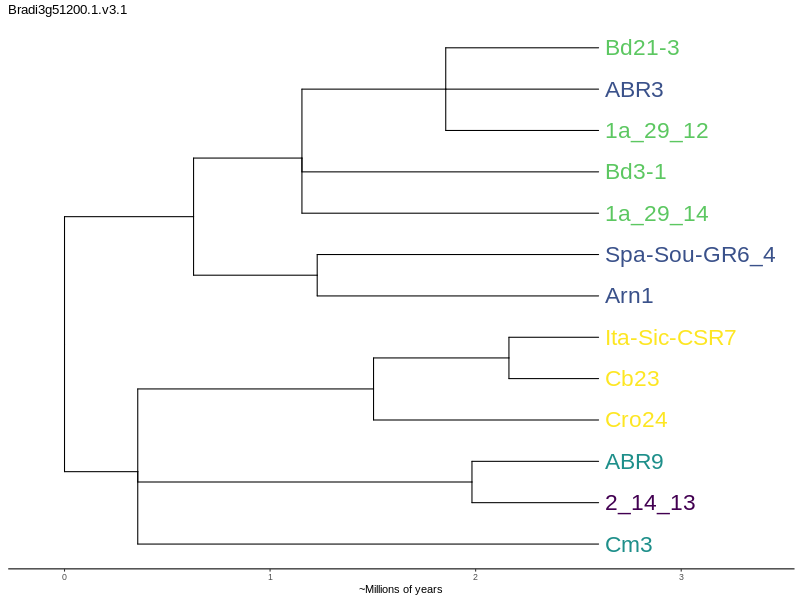 Bradi3g51200.1.v3.1
Bd21-3
ABR3
1a_29_12
Bd3-1
1a_29_14
Spa-Sou-GR6_4
Arn1
Ita-Sic-CSR7
Cb23
Cro24
ABR9
2_14_13
Cm3
0 1 2 3
~Millions of years